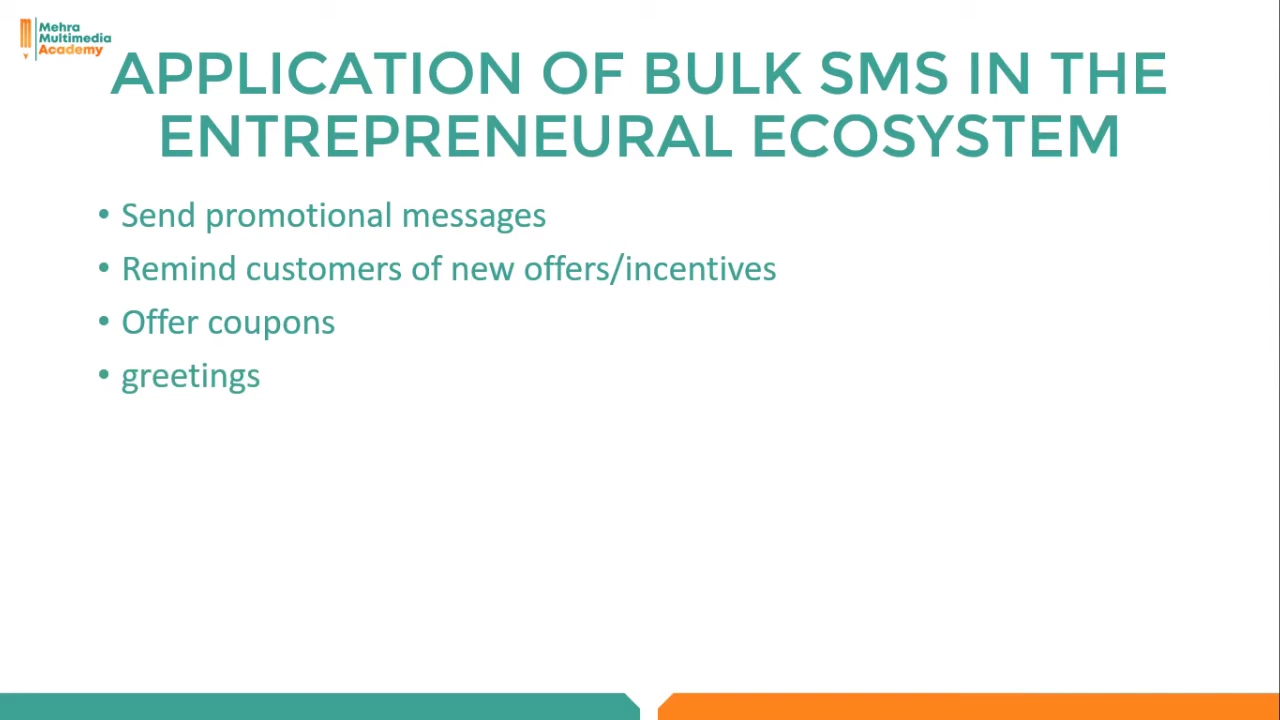 Mehra
Multimedia
Academy
APPLICATION OF BULK SMS IN THE
ENTREPRENEURAL ECOSYSTEM
• Send promotional messages
• Remind customers of new offers/incentives
• Offer coupons
• greetings